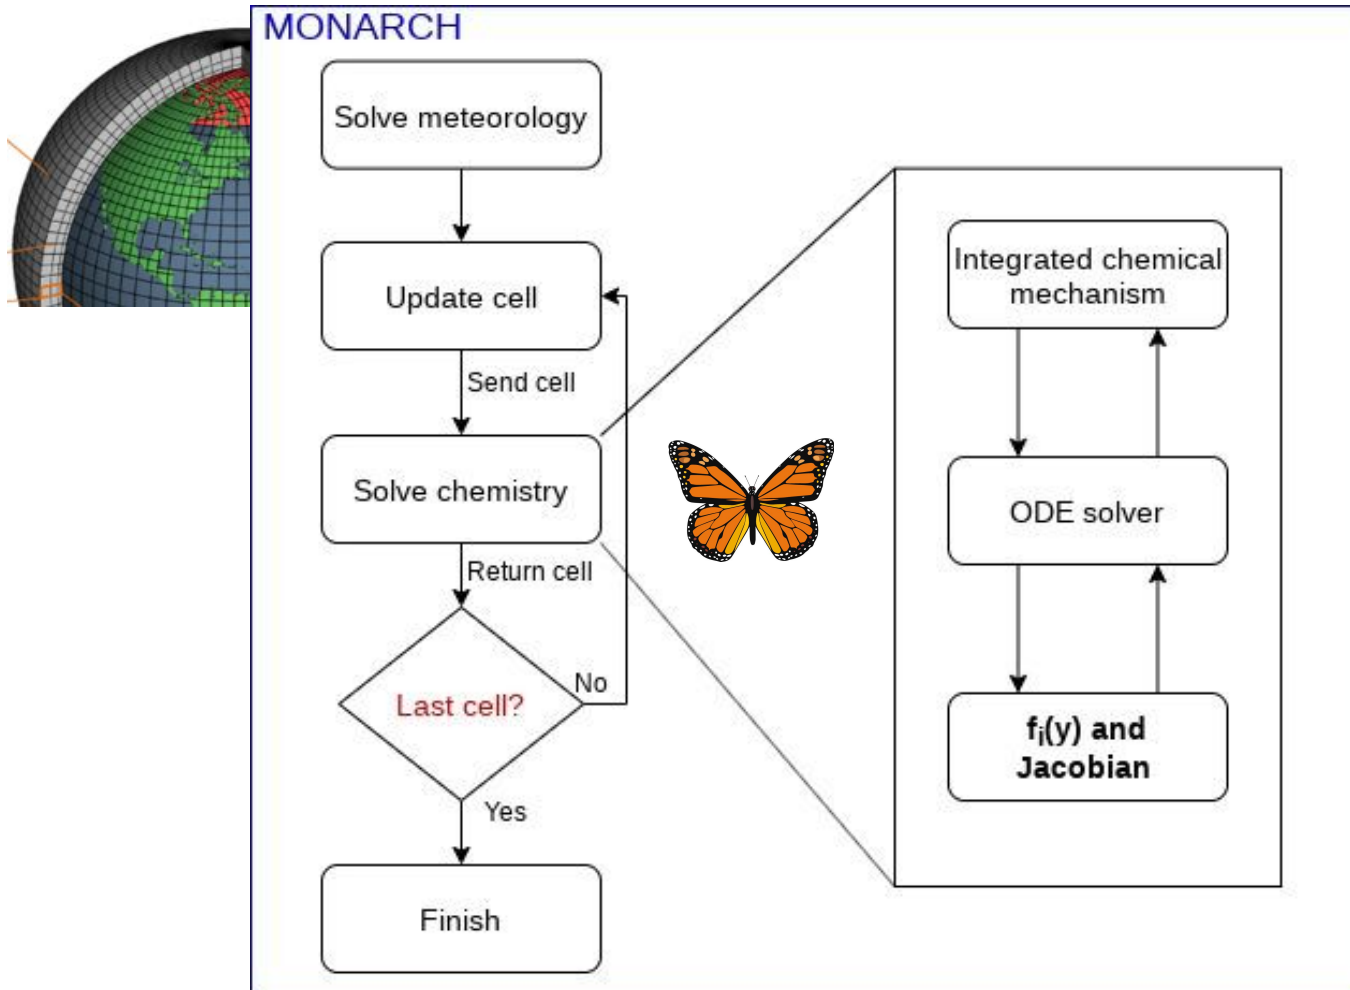 MONARCH
Solve meteorology
Update cell
Send cell
Solve chemistry
Return cell
Last cell?
No
Yes
Finish
Integrated chemical
mechanism
ODE solver
fi(y) and
Jacobian